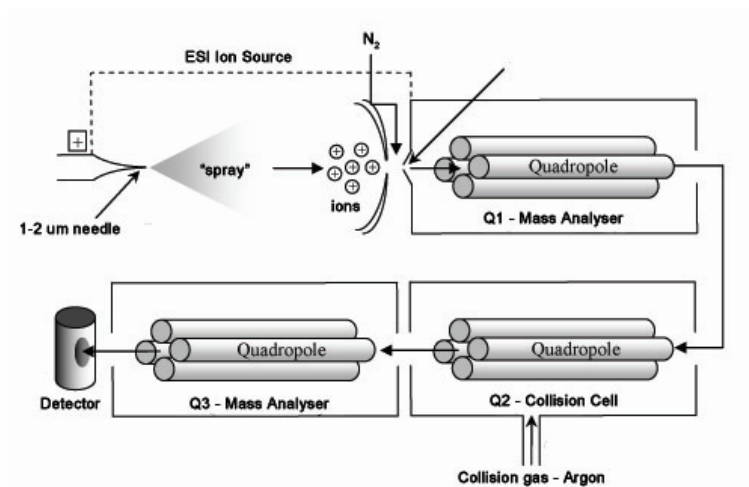 N2
ESI Ion Source
+
"spray"
+ + + + + + +
ions
1-2 um needle
Quadropole
Q1 - Mass Analyser
Quadropole
Q3 - Mass Analyser
Detector
Quadropole
Q2 - Collision Cell
Collision gas - Argon